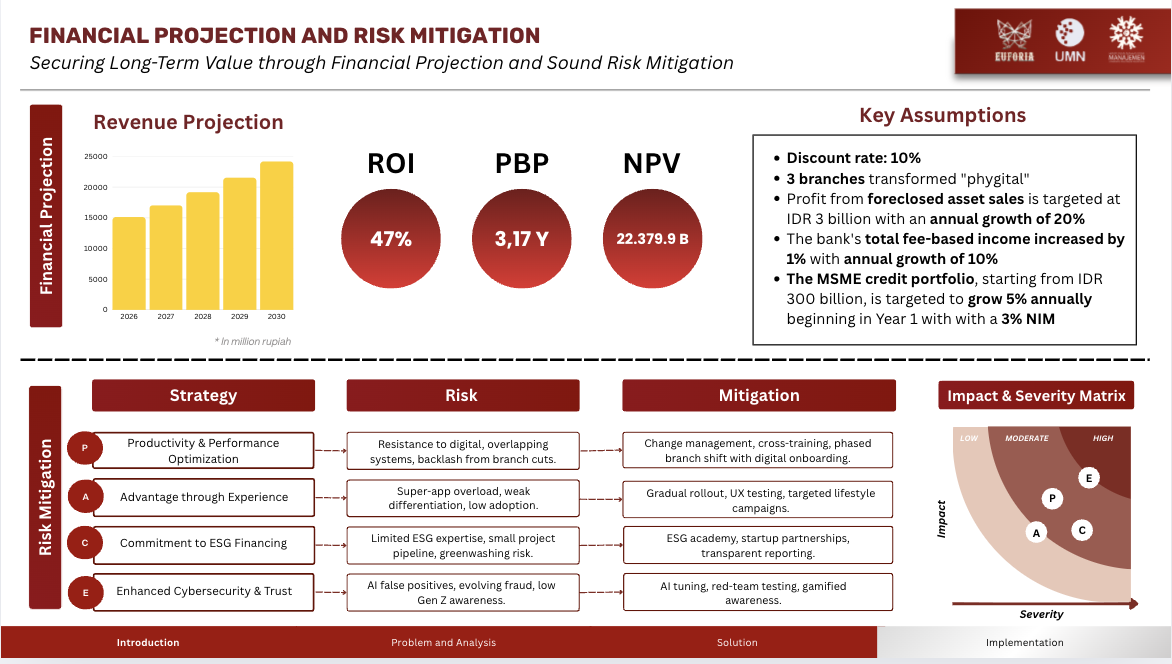 FINANCIAL PROJECTION AND RISK MITIGATION
Securing Long-Term Value through Financial Projection and Sound Risk Mitigation
EUFORIA
UMN
MANAJEMEN
Financial Projection
Revenue Projection
25000
20000
15000
10000
5000
0
2026 2027 2028 2029 2030
* In million rupiah
ROI
47%
PBP
3,17 Y
NPV
22.379.9 B
Key Assumptions
• Discount rate: 10%
• 3 branches transformed "phygital"
• Profit from foreclosed asset sales is targeted at
IDR 3 billion with an annual growth of 20%
• The bank's total fee-based income increased by
1% with annual growth of 10%
• The MSME credit portfolio, starting from IDR
300 billion, is targeted to grow 5% annually
beginning in Year 1 with with a 3% NIM
Risk Mitigation
Strategy
Risk
Mitigation
P
Productivity & Performance
Optimization
Resistance to digital, overlapping
systems, backlash from branch cuts.
Change management, cross-training, phased
branch shift with digital onboarding.
A
Advantage through Experience
Super-app overload, weak
differentiation, low adoption.
Gradual rollout, UX testing, targeted lifestyle
campaigns.
C
Commitment to ESG Financing
Limited ESG expertise, small project
pipeline, greenwashing risk.
ESG academy, startup partnerships,
transparent reporting.
E
Enhanced Cybersecurity & Trust
AI false positives, evolving fraud, low
Gen Z awareness.
AI tuning, red-team testing, gamified
awareness.
Impact & Severity Matrix
LOW MODERATE HIGH
E
P
A
C
Impact
Severity
Introduction
Problem and Analysis
Solution
Implementation